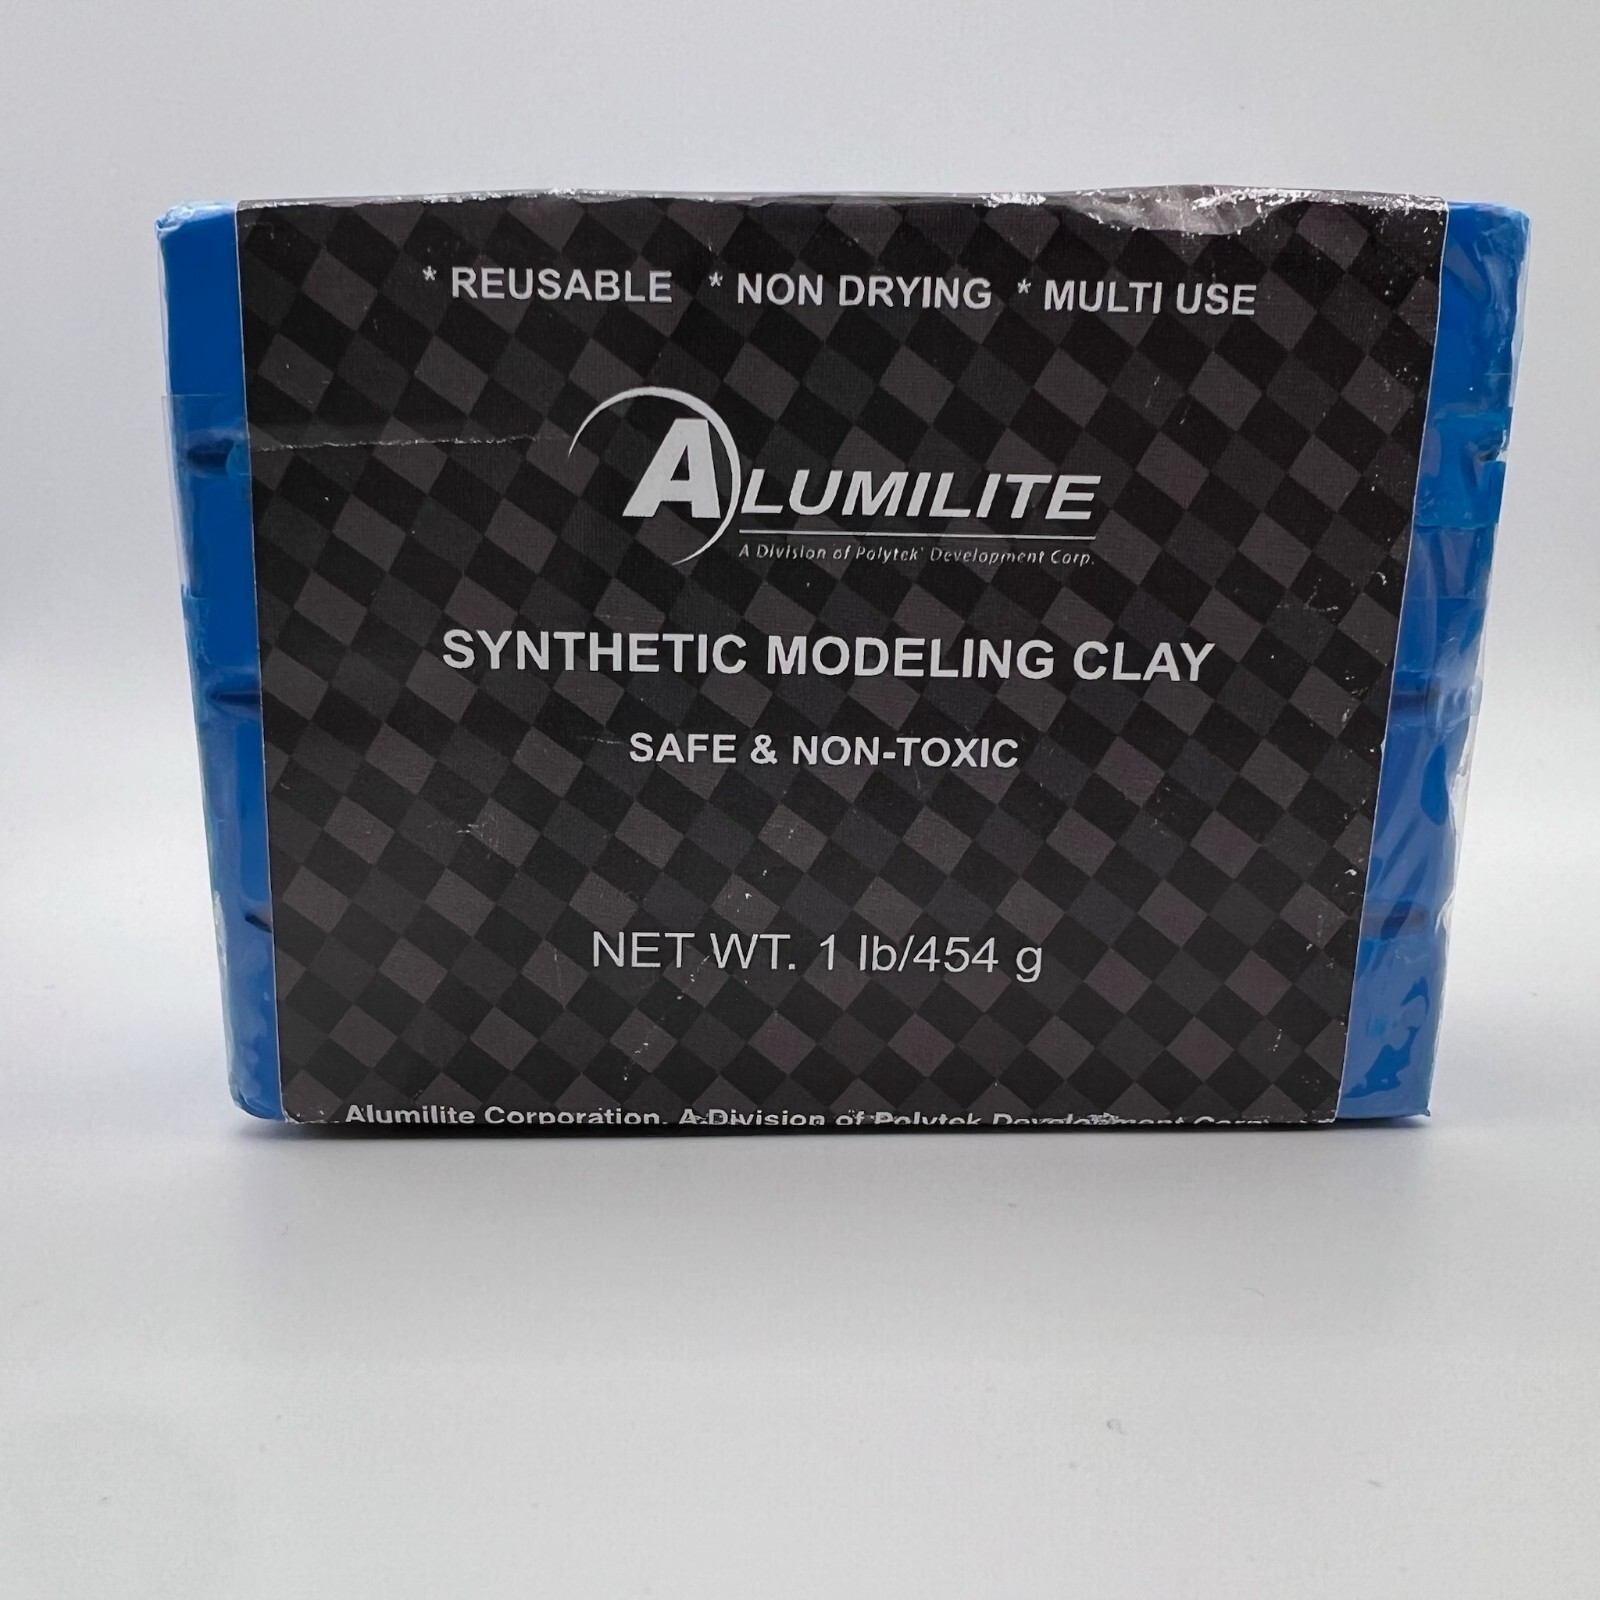 * REUSABLE * NON DRYING * MULTI USE
ALUMILITE
A Division of Polytek® Development Corp.
SYNTHETIC MODELING CLAY
SAFE & NON-TOXIC
NET WT. 1 lb/454 g
Alumilite Corporation, A Division of Polytek Development Corp.